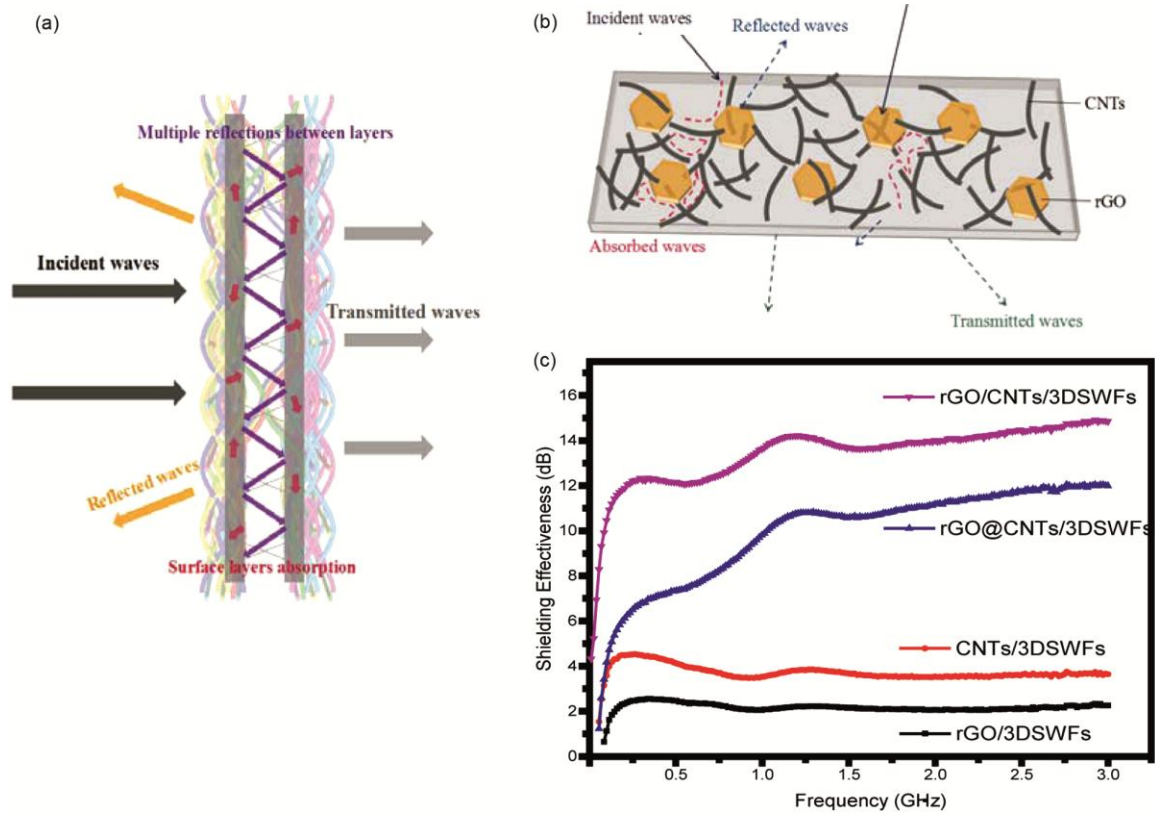 (a)
Multiple reflections between layers
Incident waves
Transmitted waves
Reflected waves
Surface layers absorption
(b)
Incident waves
Reflected waves
CNTs
rGO
Absorbed waves
Transmitted waves
(c)
Shielding Effectiveness (dB)
16
14
12
10
8
6
4
2
0
rGO/CNTs/3DSWFs
rGO@CNTs/3DSWFs
CNTs/3DSWFs
rGO/3DSWFs
0.5
1.0
1.5
2.0
2.5
3.0
Frequency (GHz)